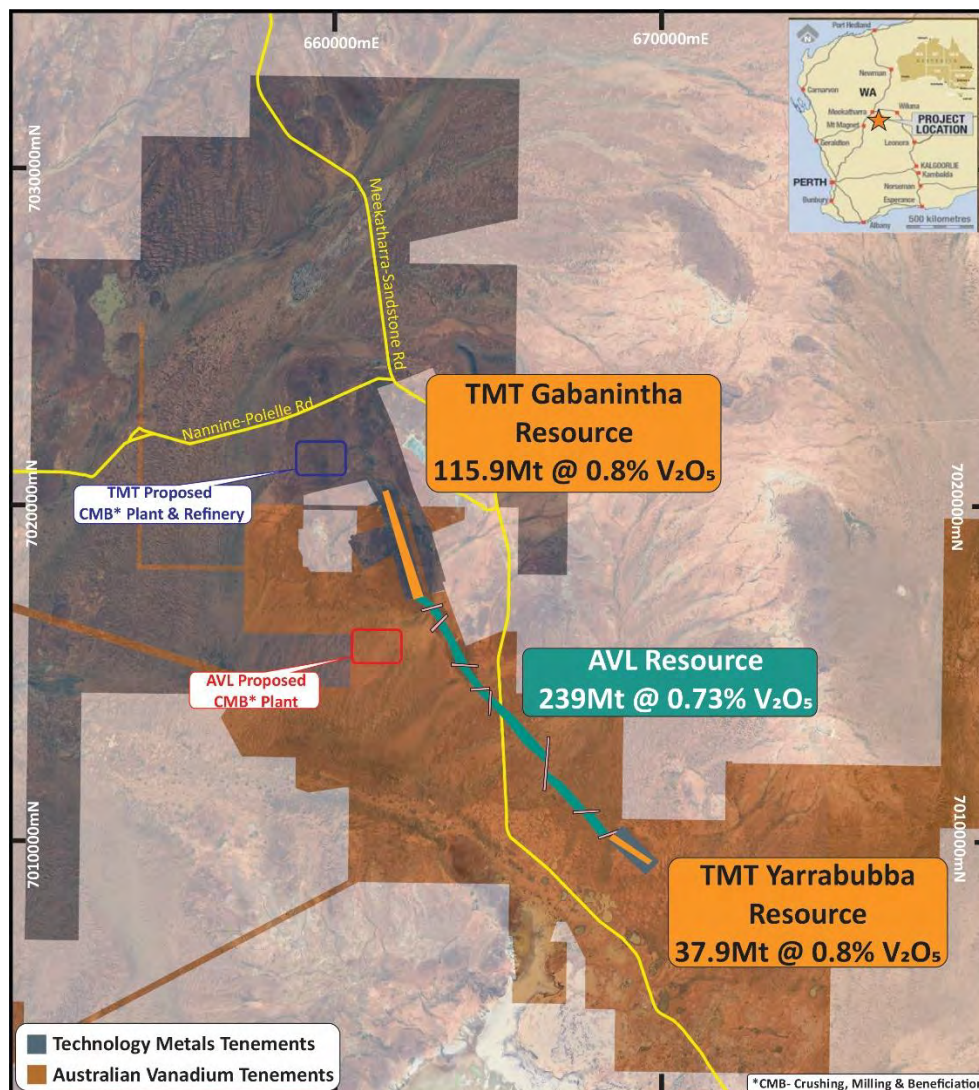 660000mE
670000mE
7030000mN
7020000mN
7010000mN
7020000mN
7010000mN
Port Hedland
Newman
Carnarvon
WA
Meekatharra
Wiluna
Mt Magnet
PROJECT
LOCATION
Geraldton
Leonora
KALGOORLIE
Kambalda
PERTH
Norseman
Bunbury
Esperance
Albany
500 kilometres
AUSTRALIA
N
Meekatharra-Sandstone Rd
Nannine-Polelle Rd
TMT Gabanintha
Resource
115.9Mt @ 0.8% V₂O₅
TMT Proposed
CMB* Plant & Refinery
AVL Proposed
CMB* Plant
AVL Resource
239Mt @ 0.73% V₂O₅
TMT Yarrabubba
Resource
37.9Mt @ 0.8% V₂O₅
Technology Metals Tenements
Australian Vanadium Tenements
*CMB- Crushing, Milling & Beneficiation